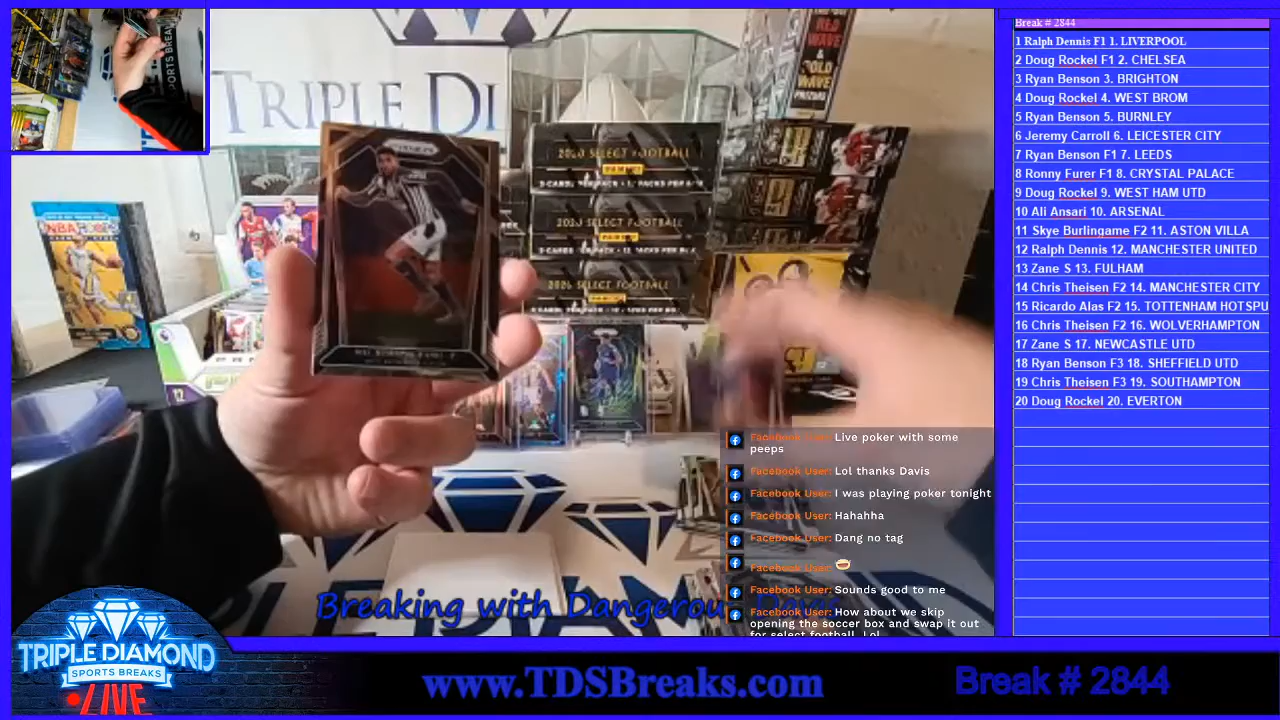 Break # 2844
1 Ralph Dennis F1 1. LIVERPOOL
2 Doug Rockel F1 2. CHELSEA
3 Ryan Benson 3. BRIGHTON
4 Doug Rockel 4. WEST BROM
5 Ryan Benson 5. BURNLEY
6 Jeremy Carroll 6. LEICESTER CITY
7 Ryan Benson F1 7. LEEDS
8 Ronny Furer F1 8. CRYSTAL PALACE
9 Doug Rockel 9. WEST HAM UTD
10 Ali Ansari 10. ARSENAL
11 Skye Burlingame F2 11. ASTON VILLA
12 Ralph Dennis 12. MANCHESTER UNITED
13 Zane S 13. FULHAM
14 Chris Theisen F2 14. MANCHESTER CITY
15 Ricardo Alas F2 15. TOTTENHAM HOTSPU
16 Chris Theisen F2 16. WOLVERHAMPTON
17 Zane S 17. NEWCASTLE UTD
18 Ryan Benson F3 18. SHEFFIELD UTD
19 Chris Theisen F3 19. SOUTHAMPTON
20 Doug Rockel 20. EVERTON
SPORTS BREA
TRIPLE DI
RED WAVE & GOLD WAVE PRIZMS
2020 SELECT FOOTBALL
2020 SELECT FOOTBALL
2020 SELECT FOOTBALL
NBA HOOPS
12
Facebook User: Live poker with some
peeps
Facebook User: Lol thanks Davis
Facebook User: I was playing poker tonight
Facebook User: Hahahha
Facebook User: Dang no tag
Facebook User:
Facebook User: Sounds good to me
Facebook User: How about we skip
opening the soccer box and swap it out
for select football. Lol
Breaking with Dangerou
TRIPLE DIAMOND
SPORTS BREAKS
LIVE
www.TDSBreaks.com
Break # 2844